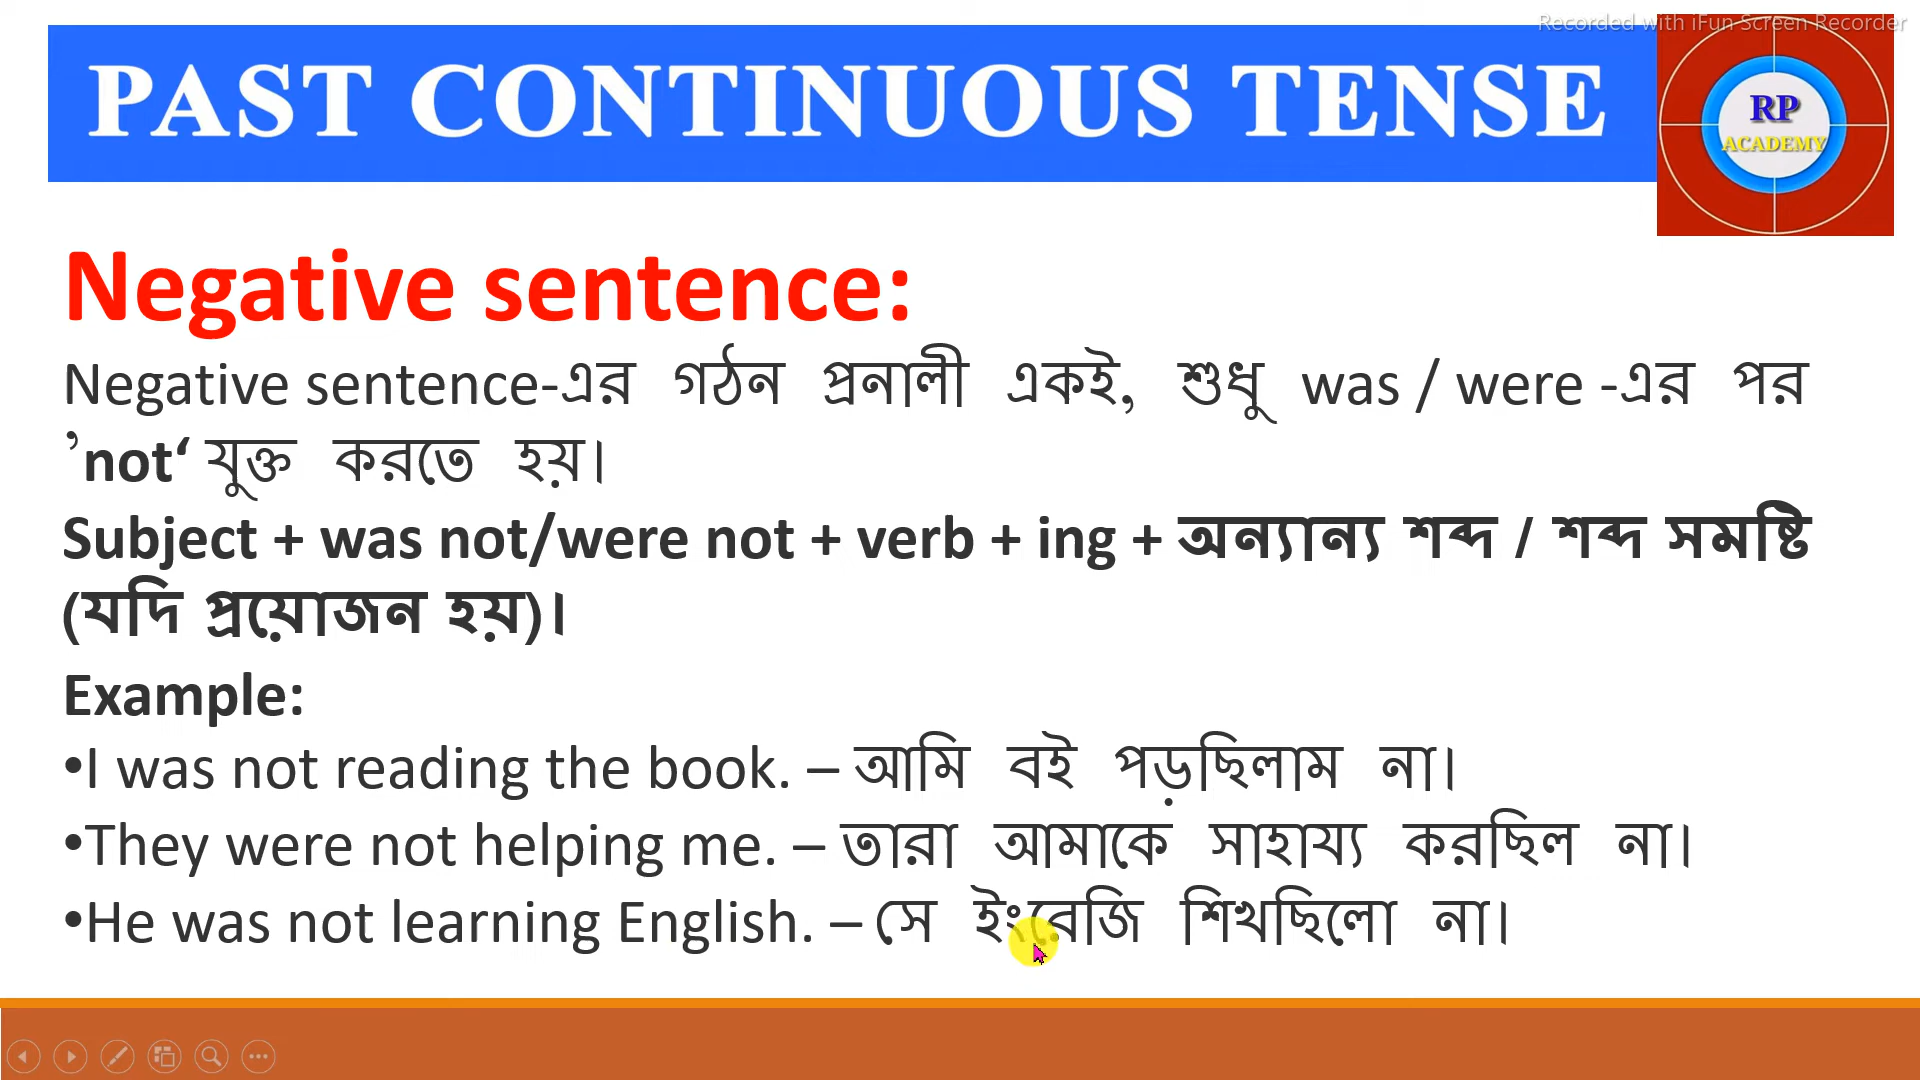 Recorded with iFun Screen Recorder
PAST CONTINUOUS TENSE
RP
ACADEMY
Negative sentence:
Negative sentence-এর গঠন প্রনালী একই, শুধু was / were -এর পর
’not‘ যুক্ত করতে হয়।
Subject + was not/were not + verb + ing + অন্যান্য শব্দ / শব্দ সমষ্টি
(যদি প্রয়োজন হয়)।
Example:
•I was not reading the book. – আমি বই পড়ছিলাম না।
•They were not helping me. – তারা আমাকে সাহায্য করছিল না।
•He was not learning English. – সে ইংরেজি শিখছিলো না।